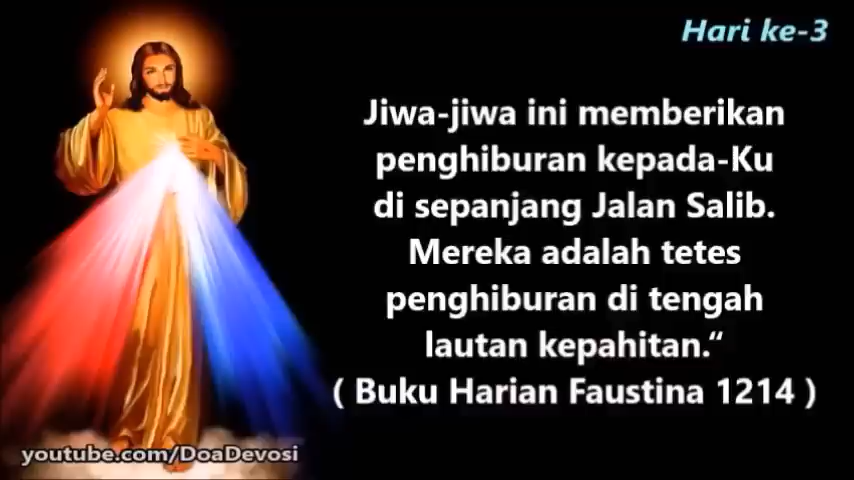 Hari ke-3
Jiwa-jiwa ini memberikan
penghiburan kepada-Ku
di sepanjang Jalan Salib.
Mereka adalah tetes
penghiburan di tengah
lautan kepahitan.“
( Buku Harian Faustina 1214 )
youtube.com/DoaDevosi